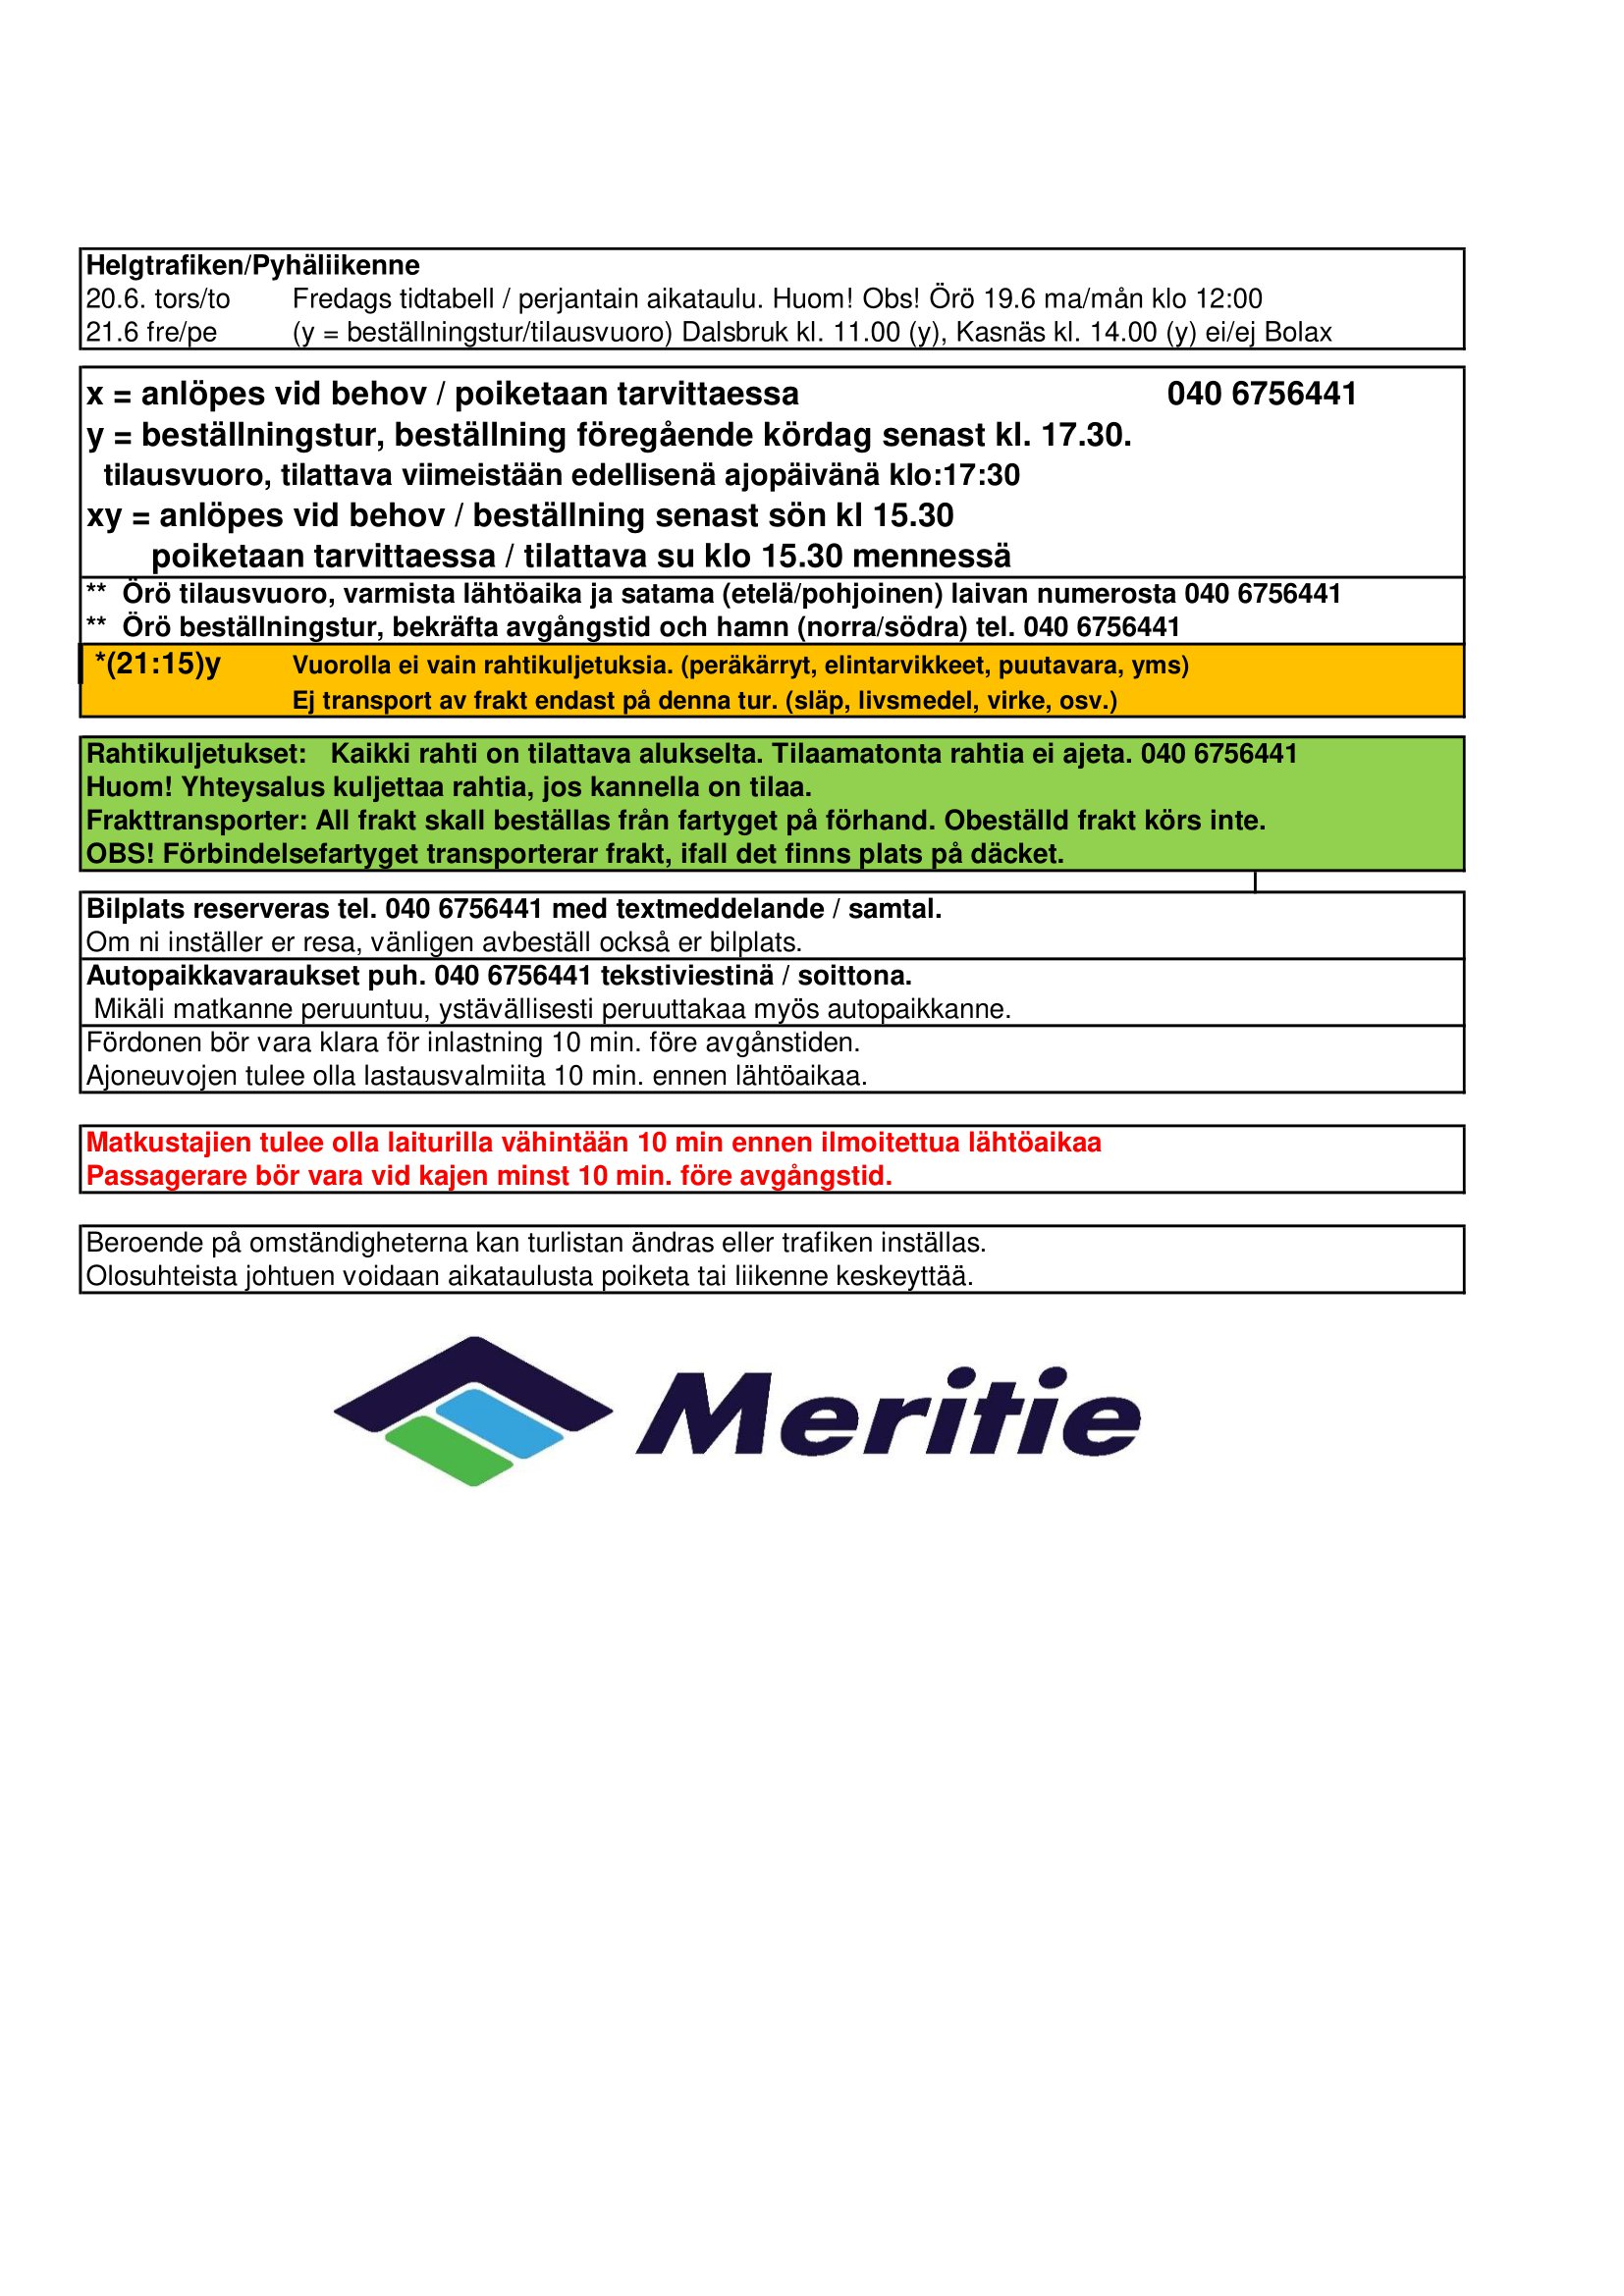 Helgtrafiken/Pyhäliikenne
20.6. tors/to Fredags tidtabell / perjantain aikataulu. Huom! Obs! Örö 19.6 ma/mån klo 12:00
21.6 fre/pe (y = beställningstur/tilausvuoro) Dalsbruk kl. 11.00 (y), Kasnäs kl. 14.00 (y) ei/ej Bolax
x = anlöpes vid behov / poiketaan tarvittaessa 040 6756441
y = beställningstur, beställning föregående kördag senast kl. 17.30.
tilausvuoro, tilattava viimeistään edellisenä ajopäivänä klo:17:30
xy = anlöpes vid behov / beställning senast sön kl 15.30
poiketaan tarvittaessa / tilattava su klo 15.30 mennessä
** Örö tilausvuoro, varmista lähtöaika ja satama (etelä/pohjoinen) laivan numerosta 040 6756441
** Örö beställningstur, bekräfta avgångstid och hamn (norra/södra) tel. 040 6756441
*(21:15)y Vuorolla ei vain rahtikuljetuksia. (peräkärryt, elintarvikkeet, puutavara, yms)
Ej transport av frakt endast på denna tur. (släp, livsmedel, virke, osv.)
Rahtikuljetukset: Kaikki rahti on tilattava alukselta. Tilaamatonta rahtia ei ajeta. 040 6756441
Huom! Yhteysalus kuljettaa rahtia, jos kannella on tilaa.
Frakttransporter: All frakt skall beställas från fartyget på förhand. Obeställd frakt körs inte.
OBS! Förbindelsefartyget transporterar frakt, ifall det finns plats på däcket.
Bilplats reserveras tel. 040 6756441 med textmeddelande / samtal.
Om ni inställer er resa, vänligen avbeställ också er bilplats.
Autopaikkavaraukset puh. 040 6756441 tekstiviestinä / soittona.
Mikäli matkanne peruuntuu, ystävällisesti peruuttakaa myös autopaikkanne.
Fördonen bör vara klara för inlastning 10 min. före avgånstiden.
Ajoneuvojen tulee olla lastausvalmiita 10 min. ennen lähtöaikaa.
Matkustajien tulee olla laiturilla vähintään 10 min ennen ilmoitettua lähtöaikaa
Passagerare bör vara vid kajen minst 10 min. före avgångstid.
Beroende på omständigheterna kan turlistan ändras eller trafiken inställas.
Olosuhteista johtuen voidaan aikataulusta poiketa tai liikenne keskeyttää.
Meritie